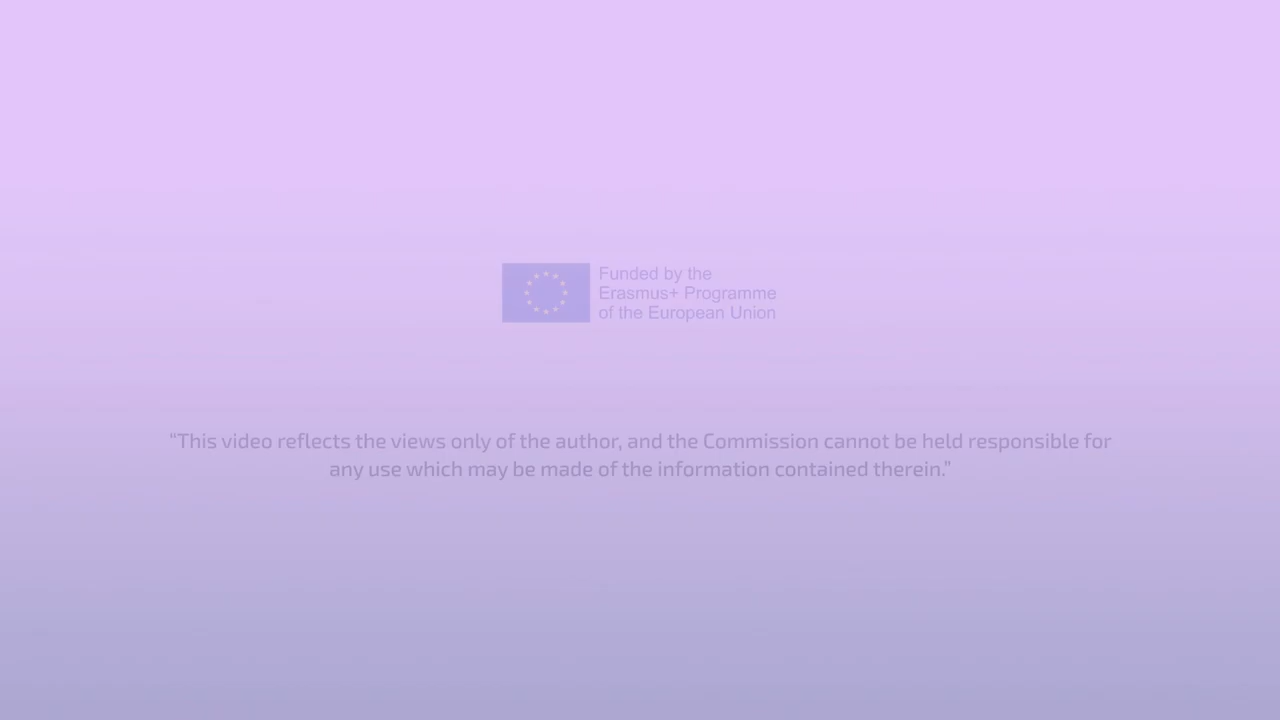 Funded by the
Erasmus+ Programme
of the European Union
“This video reflects the views only of the author, and the Commission cannot be held responsible for
any use which may be made of the information contained therein.”